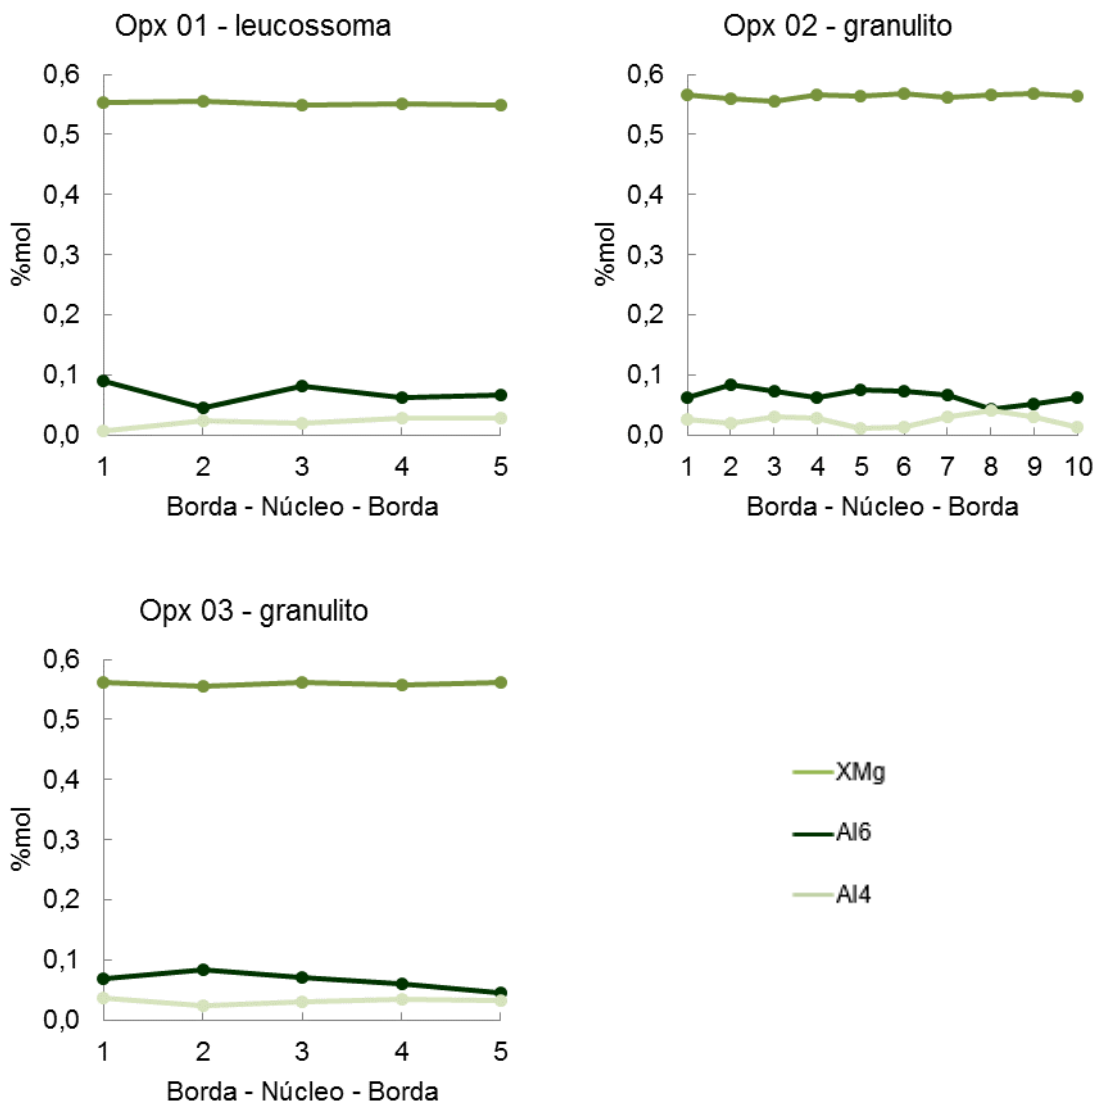 Opx 01 - leucossoma
0,6
0,5
0,4
0,3
0,2
0,1
0,0
%mol
1 2 3 4 5
Borda - Núcleo - Borda
Opx 02 - granulito
0,6
0,5
0,4
0,3
0,2
0,1
0,0
%mol
1 2 3 4 5 6 7 8 9 10
Borda - Núcleo - Borda
Opx 03 - granulito
0,6
0,5
0,4
0,3
0,2
0,1
0,0
%mol
1 2 3 4 5
Borda - Núcleo - Borda
XMg
Al6
Al4